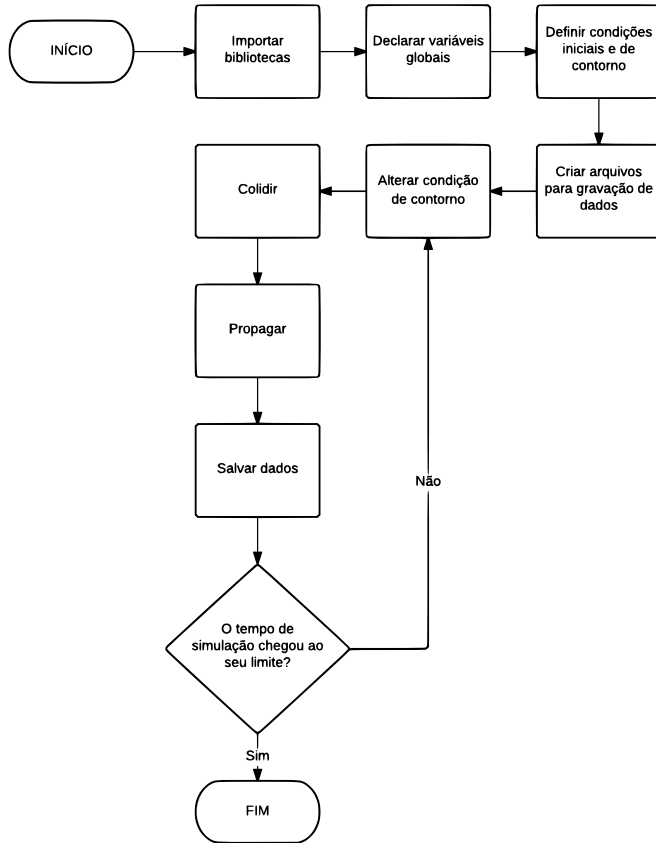 INÍCIO
Importar
bibliotecas
Declarar variáveis
globais
Definir condições
iniciais e de
contorno
Criar arquivos
para gravação de
dados
Alterar condição
de contorno
Colidir
Propagar
Salvar dados
O tempo de
simulação chegou ao
seu limite?
Não
Sim
FIM